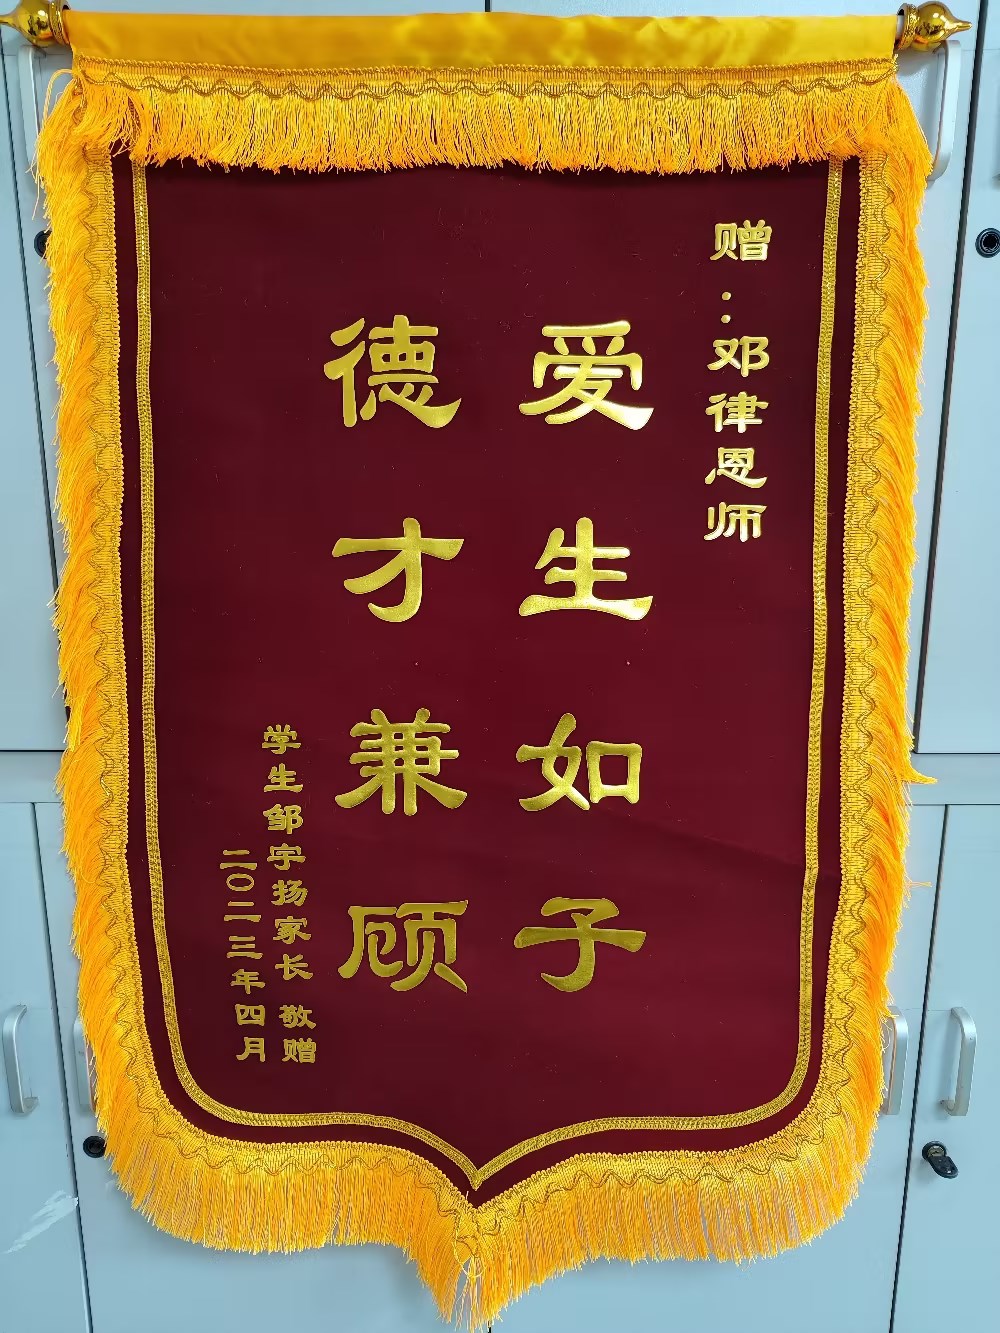 赠：邓律恩师
爱生如子
德才兼顾
学生邹宇扬家长 敬赠
二〇二三年四月